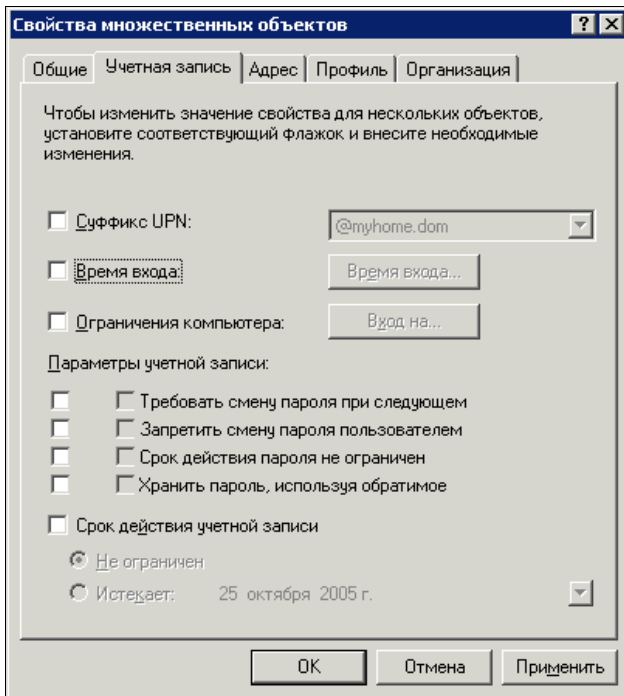 Свойства множественных объектов
Общие Учетная запись Адрес Профиль Организация
Чтобы изменить значение свойства для нескольких объектов,
установите соответствующий флажок и внесите необходимые
изменения.
Суффикс UPN: @myhome.dom
Время входа: Время входа...
Ограничения компьютера: Вход на...
Параметры учетной записи:
Требовать смену пароля при следующем
Запретить смену пароля пользователем
Срок действия пароля не ограничен
Хранить пароль, используя обратимое
Срок действия учетной записи
Не ограничен
Истекает: 25 октября 2005 г.
OK Отмена Применить